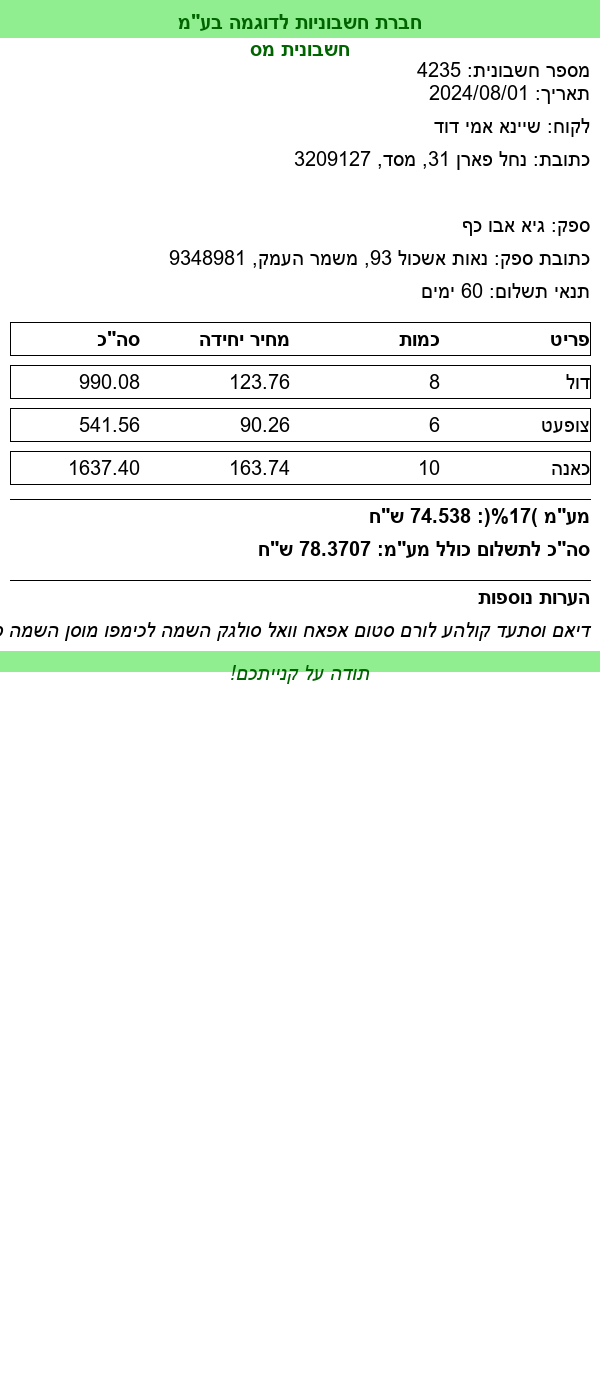 חברת חשבוניות לדוגמה בע"מ
חשבונית מס
מספר חשבונית: 4235
תאריך: 2024/08/01
לקוח: שיינא אמי דוד
כתובת: נחל פארן 31, מסד, 3209127
ספק: גיא אבו כף
כתובת ספק: נאות אשכול 93, משמר העמק, 9348981
תנאי תשלום: 60 ימים
פריט כמות מחיר יחידה סה"כ
דול 8 123.76 990.08
צופעט 6 90.26 541.56
כאנה 10 163.74 1637.40
מע"מ )17%(: 74.538 ש"ח
סה"כ לתשלום כולל מע"מ: 78.3707 ש"ח
הערות נוספות
דיאם וסתעד קולהע לורם סטום אפאח וואל סולגק השמה לכימפו מוסן השמה
תודה על קנייתכם!